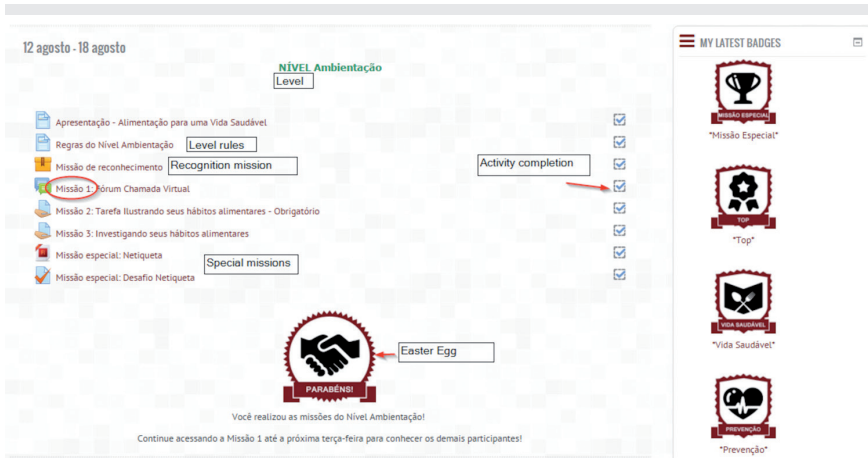 12 agosto - 18 agosto
NÍVEL Ambientação
Level
Apresentação - Alimentação para uma Vida Saudável
Regras do Nível Ambientação
Level rules
Missão de reconhecimento
Recognition mission
Activity completion
Missão 1: Fórum Chamada Virtual
Missão 2: Tarefa Ilustrando seus hábitos alimentares - Obrigatório
Missão 3: Investigando seus hábitos alimentares
Missão especial: Netiqueta
Special missions
Missão especial: Desafio Netiqueta
Easter Egg
PARABÉNS!
Você realizou as missões do Nível Ambientação!
Continue acessando a Missão 1 até a próxima terça-feira para conhecer os demais participantes!
MY LATEST BADGES
MISSÃO ESPECIAL
*Missão Especial*
TOP
*Top*
VIDA SAUDÁVEL
*Vida Saudável*
PREVENÇÃO
*Prevenção*